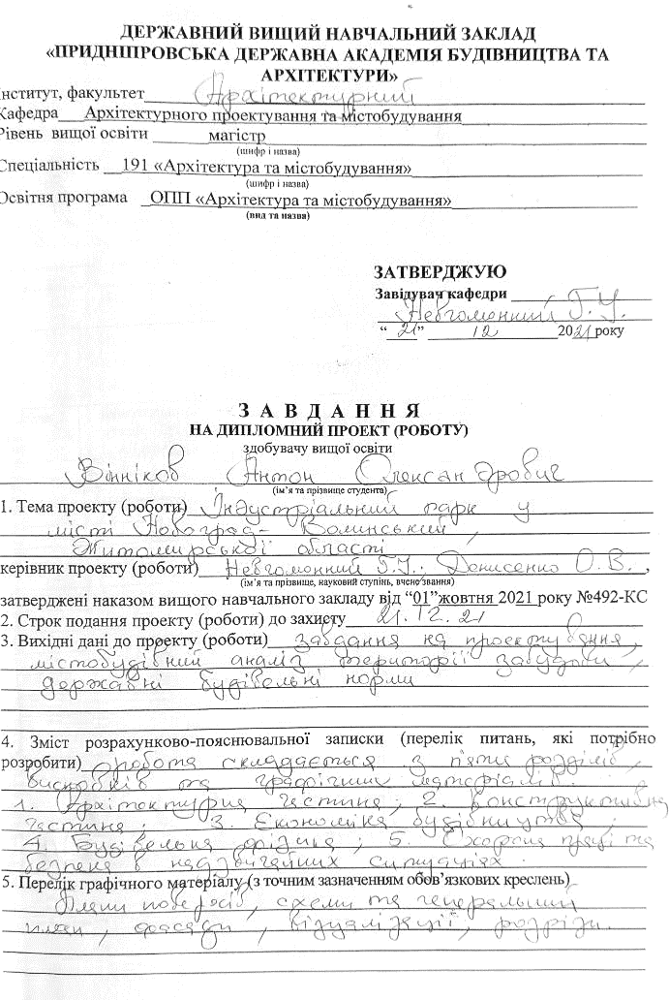 ДЕРЖАВНИЙ ВИЩИЙ НАВЧАЛЬНИЙ ЗАКЛАД
«ПРИДНІПРОВСЬКА ДЕРЖАВНА АКАДЕМІЯ БУДІВНИЦТВА ТА
АРХІТЕКТУРИ»
Інститут, факультет Архітектурний
Кафедра Архітектурного проектування та містобудування
Рівень вищої освіти магістр
(шифр і назва)
Спеціальність 191 «Архітектура та містобудування»
(шифр і назва)
Освітня програма ОПП «Архітектура та містобудування»
(вид та назва)
ЗАТВЕРДЖУЮ
Завідувач кафедри
Невгомонний Г.У.
"21" 12 2021 року
З А В Д А Н Н Я
НА ДИПЛОМНИЙ ПРОЕКТ (РОБОТУ)
здобувачу вищої освіти
Вінніков Антон Олександрович
(ім'я та прізвище студента)
1. Тема проекту (роботи) Індустріальний парк у
місті Новоград-Волинський,
Житомирської області
керівник проекту (роботи) Невгомонний Г.У. Донисенко О.В.,
(ім'я та прізвище, науковий ступінь, вчене звання)
затверджені наказом вищого навчального закладу від "01" жовтня 2021 року №492-КС
2. Строк подання проекту (роботи) до захисту 21.12.21
3. Вихідні дані до проекту (роботи) завдання на проектування,
містобудівний аналіз території забудови,
державні будівельні норми
4. Зміст розрахунково-пояснювальної записки (перелік питань, які потрібно
розробити) робота складається з п'яти розділів,
висновків та графічних матеріалів
1. Архітектурна частина; 2. Конструктивна
частина; 3. Економіка будівництва;
4. Будівельна фізика; 5. Охорона праці та
безпека в надзвичайних ситуаціях.
5. Перелік графічного матеріалу (з точним зазначенням обов'язкових креслень)
Плани поверхів, схеми та генеральний
план, фасади, візуалізації, розрізи.